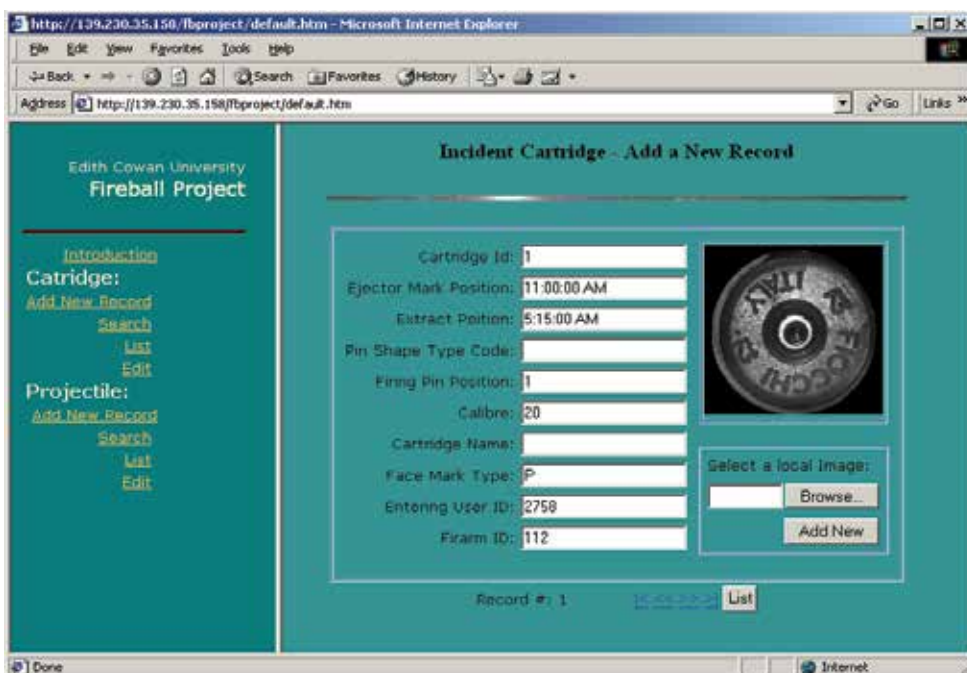 http://139.230.35.158/fbproject/default.htm - Microsoft Internet Explorer
File Edit View Favorites Tools Help
Back Search Favorites History
Address http://139.230.35.158/fbproject/default.htm Go Links »
Edith Cowan University
Fireball Project
Introduction
Catridge:
Add New Record
Search
List
Edit
Projectile:
Add New Record
Search
List
Edit
Incident Cartridge - Add a New Record
Cartridge Id: 1
Ejector Mark Position: 11:00:00 AM
Extract Poition: 5:15:00 AM
Pin Shape Type Code:
Firing Pin Position: 1
Calibre: 20
Cartridge Name:
Face Mark Type: P
Entering User ID: 2758
Firarm ID: 112
ITALY
FIOCCHI
Select a local Image:
Browse...
Add New
Record #: 1 |< << >> >| List
Done Internet